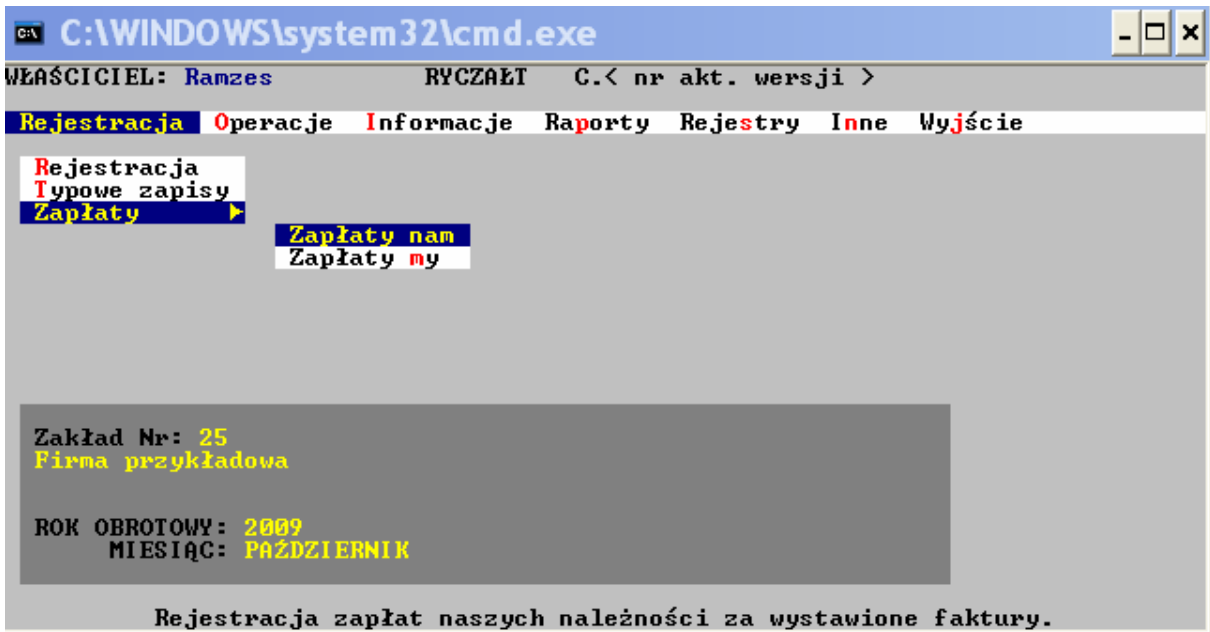 C:\WINDOWS\system32\cmd.exe
WŁAŚCICIEL: Ramzes RYCZAŁT C.< nr akt. wersji >
Rejestracja Operacje Informacje Raporty Rejestry Inne Wyjście
Rejestracja
Typowe zapisy
Zapłaty
Zapłaty nam
Zapłaty my
Zakład Nr: 25
Firma przykładowa
ROK OBROTOWY: 2009
MIESIĄC: PAŹDZIERNIK
Rejestracja zapłat naszych należności za wystawione faktury.